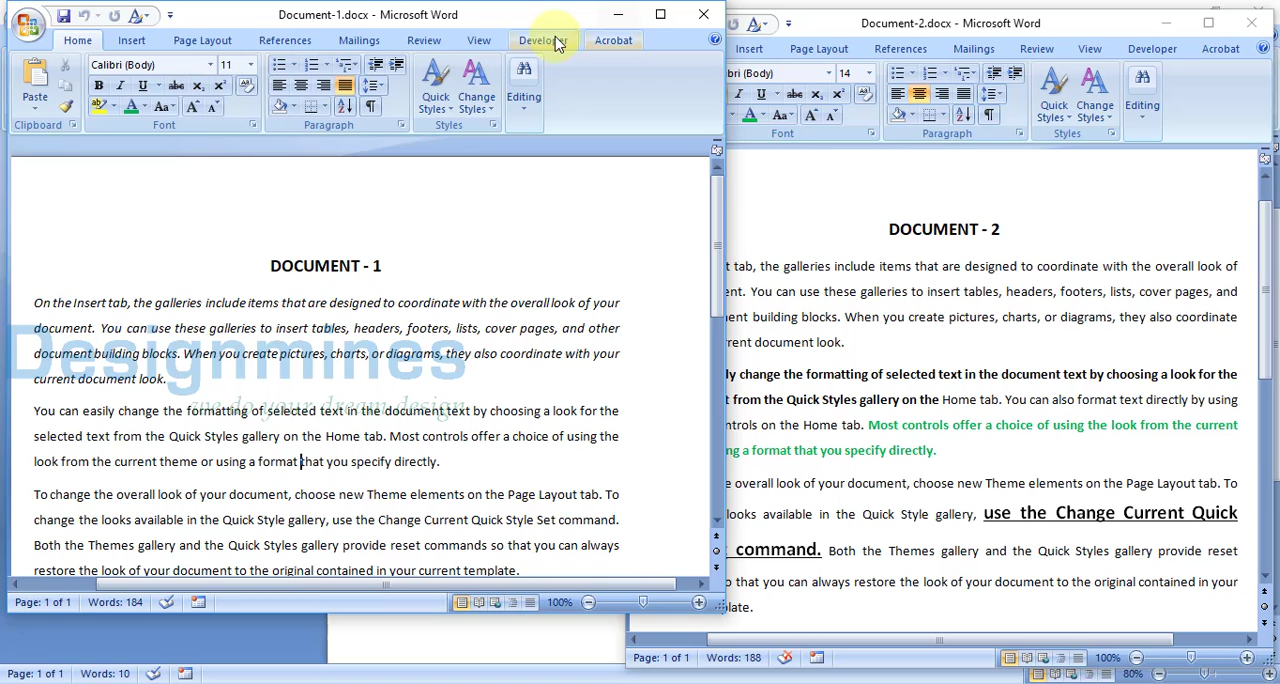 Document-1.docx - Microsoft Word
Home Insert Page Layout References Mailings Review View Developer Acrobat
Calibri (Body) 11
Paste
Quick Styles
Change Styles
Editing
Clipboard Font Paragraph Styles
DOCUMENT - 1
On the Insert tab, the galleries include items that are designed to coordinate with the overall look of your
document. You can use these galleries to insert tables, headers, footers, lists, cover pages, and other
document building blocks. When you create pictures, charts, or diagrams, they also coordinate with your
current document look.
You can easily change the formatting of selected text in the document text by choosing a look for the
selected text from the Quick Styles gallery on the Home tab. Most controls offer a choice of using the
look from the current theme or using a format that you specify directly.
To change the overall look of your document, choose new Theme elements on the Page Layout tab. To
change the looks available in the Quick Style gallery, use the Change Current Quick Style Set command.
Both the Themes gallery and the Quick Styles gallery provide reset commands so that you can always
restore the look of your document to the original contained in your current template.
Designmines
we do your dream design
Page: 1 of 1 Words: 184 100%
Document-2.docx - Microsoft Word
Insert Page Layout References Mailings Review View Developer Acrobat
bri (Body) 14
Quick Styles
Change Styles
Editing
Font Paragraph Styles
DOCUMENT - 2
t tab, the galleries include items that are designed to coordinate with the overall look of
ent. You can use these galleries to insert tables, headers, footers, lists, cover pages, and
ment building blocks. When you create pictures, charts, or diagrams, they also coordinate
urrent document look.
ly change the formatting of selected text in the document text by choosing a look for the
t from the Quick Styles gallery on the Home tab. You can also format text directly by using
ontrols on the Home tab. Most controls offer a choice of using the look from the current
ng a format that you specify directly.
e overall look of your document, choose new Theme elements on the Page Layout tab. To
ooks available in the Quick Style gallery, use the Change Current Quick
command. Both the Themes gallery and the Quick Styles gallery provide reset
o that you can always restore the look of your document to the original contained in your
late.
Page: 1 of 1 Words: 188 100%
Page: 1 of 1 Words: 10 80%